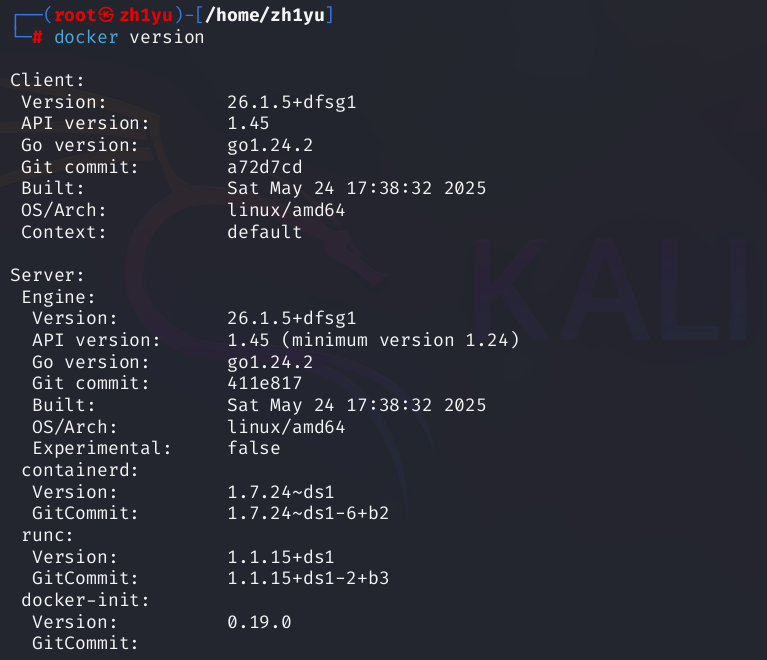 ┌──(root㉿zh1yu)-[/home/zh1yu]
└─# docker version
Client:
 Version:           26.1.5+dfsg1
 API version:       1.45
 Go version:        go1.24.2
 Git commit:        a72d7cd
 Built:             Sat May 24 17:38:32 2025
 OS/Arch:           linux/amd64
 Context:           default
Server:
 Engine:
  Version:          26.1.5+dfsg1
  API version:      1.45 (minimum version 1.24)
  Go version:       go1.24.2
  Git commit:       411e817
  Built:            Sat May 24 17:38:32 2025
  OS/Arch:          linux/amd64
  Experimental:     false
 containerd:
  Version:          1.7.24~ds1
  GitCommit:        1.7.24~ds1-6+b2
 runc:
  Version:          1.1.15+ds1
  GitCommit:        1.1.15+ds1-2+b3
 docker-init:
  Version:          0.19.0
  GitCommit:
KALI